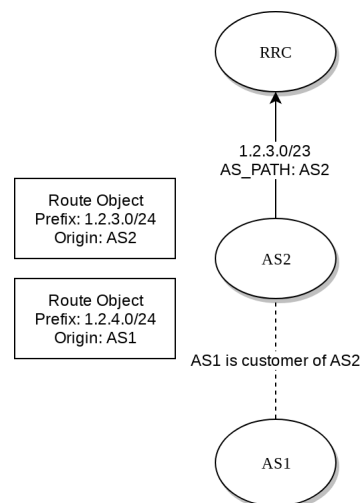 RRC
1.2.3.0/23
AS_PATH: AS2
Route Object
Prefix: 1.2.3.0/24
Origin: AS2
AS2
Route Object
Prefix: 1.2.4.0/24
Origin: AS1
AS1 is customer of AS2
AS1